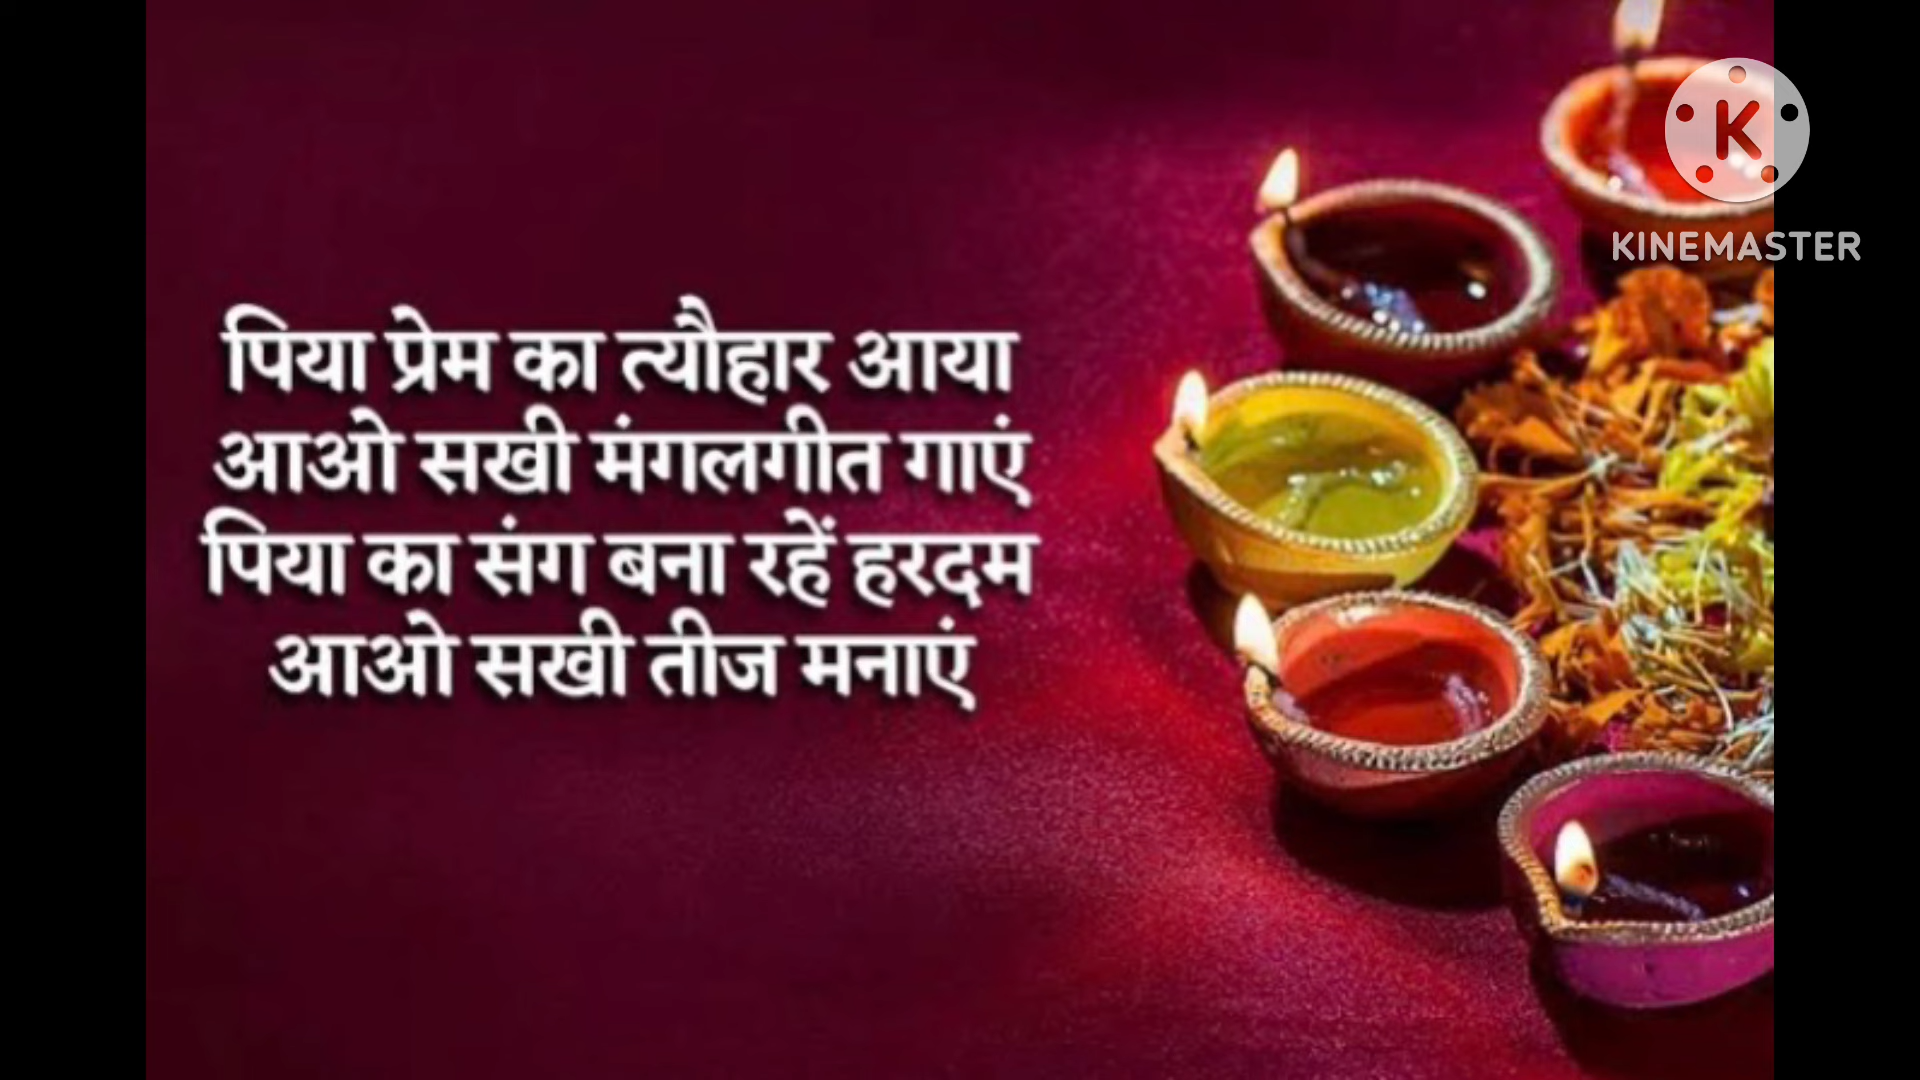 पिया प्रेम का त्यौहार आया
आओ सखी मंगलगीत गाएं
पिया का संग बना रहें हरदम
आओ सखी तीज मनाएं
K
KINEMASTER